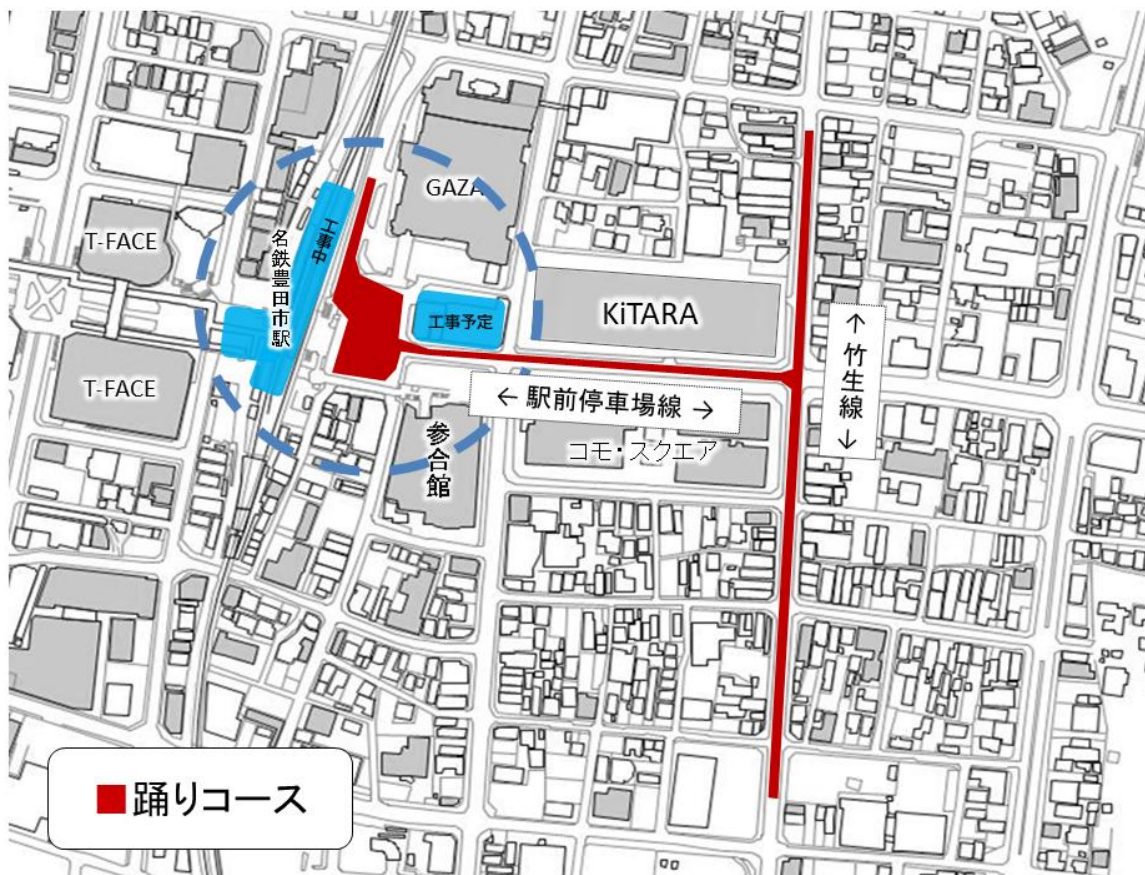 GAZA
T-FACE
名鉄豊田市駅
工事中
工事予定
KiTARA
T-FACE
← 駅前停車場線 →
↑竹生線↓
参合館
コモ・スクエア
■踊りコース